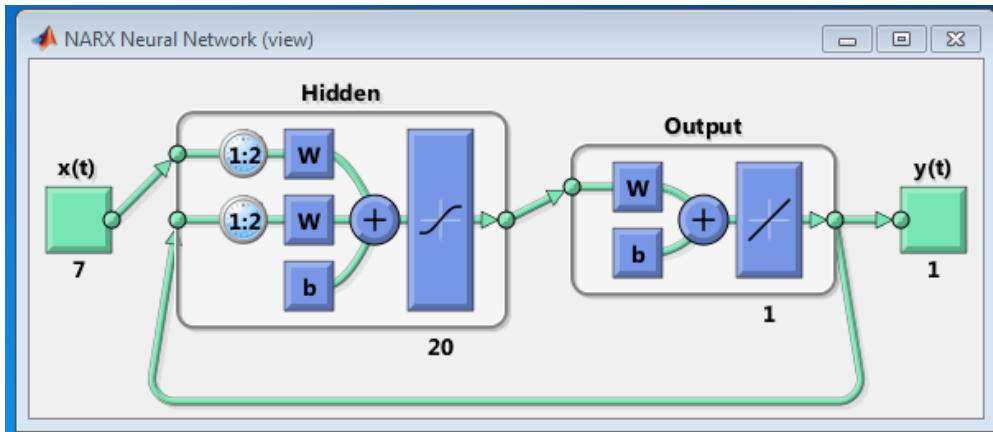 NARX Neural Network (view)
Hidden
Output
x(t)
y(t)
1:2
W
1:2
W
b
W
b
7
20
1
1